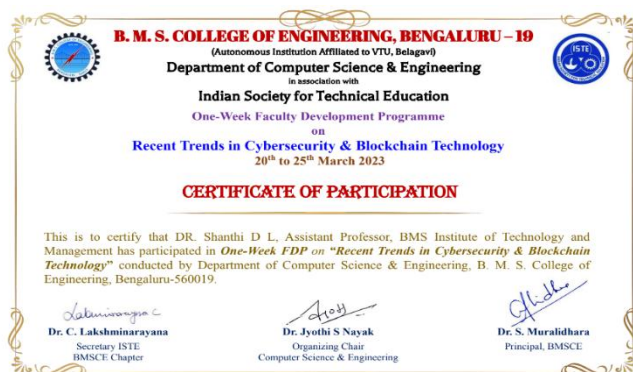 B. M. S. COLLEGE OF ENGINEERING, BENGALURU – 19
(Autonomous Institution Affiliated to VTU, Belagavi)
Department of Computer Science & Engineering
in association with
Indian Society for Technical Education
One-Week Faculty Development Programme
on
Recent Trends in Cybersecurity & Blockchain Technology
20th to 25th March 2023
CERTIFICATE OF PARTICIPATION
This is to certify that DR. Shanthi D L, Assistant Professor, BMS Institute of Technology and
Management has participated in One-Week FDP on “Recent Trends in Cybersecurity & Blockchain
Technology” conducted by Department of Computer Science & Engineering, B. M. S. College of
Engineering, Bengaluru-560019.
Dr. C. Lakshminarayana
Secretary ISTE
BMSCE Chapter
Dr. Jyothi S Nayak
Organizing Chair
Computer Science & Engineering
Dr. S. Muralidhara
Principal, BMSCE
ISTE